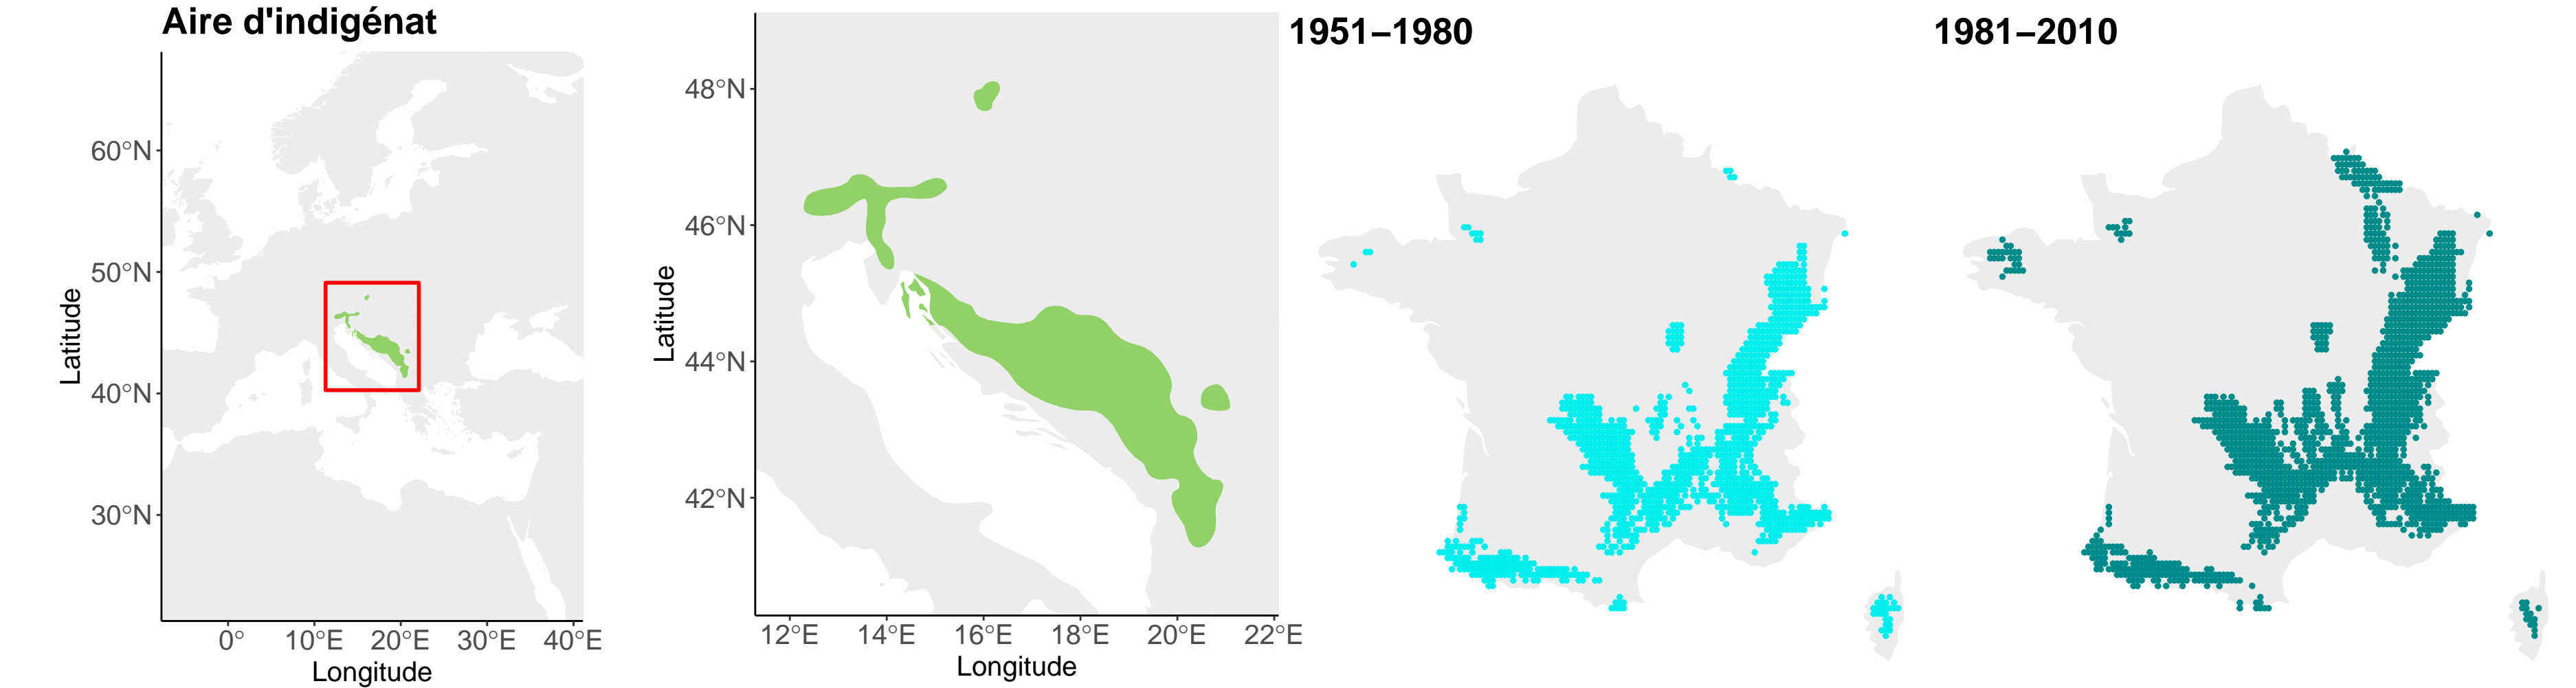 Aire d'indigénat
60°N
50°N
40°N
30°N
Latitude
0°
10°E
20°E
30°E
40°E
Longitude
48°N
46°N
44°N
42°N
Latitude
12°E
14°E
16°E
18°E
20°E
22°E
Longitude
1951–1980
1981–2010